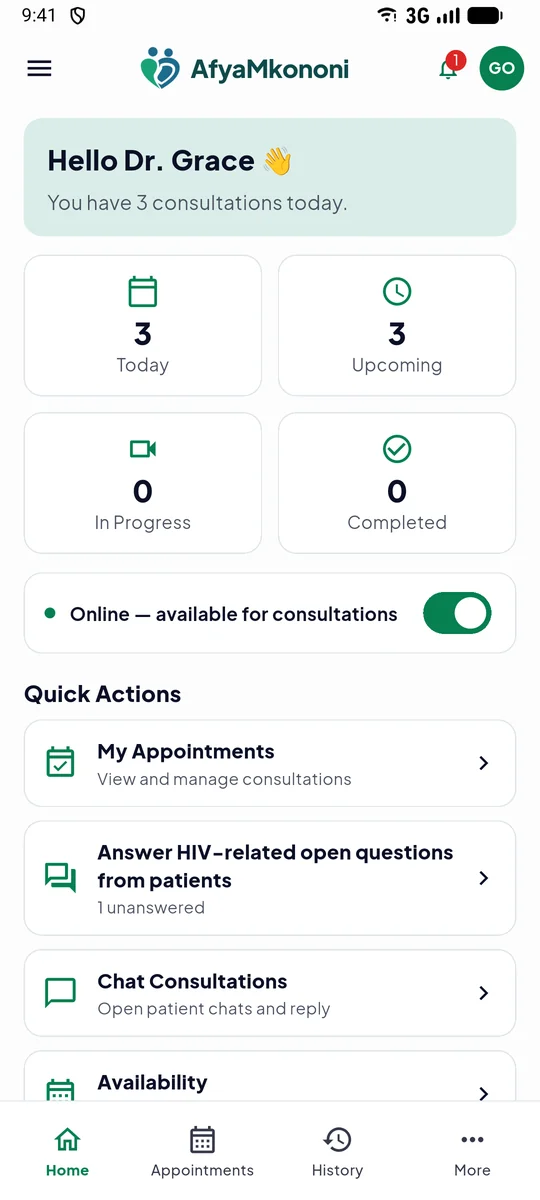 9:41
3G
AfyaMkononi
1
GO
Hello Dr. Grace 👋
You have 3 consultations today.
3
Today
3
Upcoming
0
In Progress
0
Completed
Online — available for consultations
Quick Actions
My Appointments
View and manage consultations
Answer HIV-related open questions
from patients
1 unanswered
Chat Consultations
Open patient chats and reply
Availability
Home
Appointments
History
More